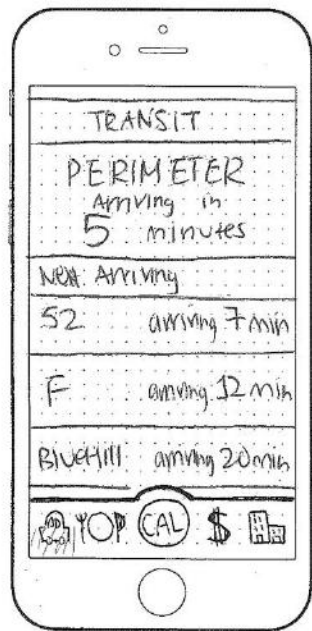 TRANSIT
PERIMETER
Arriving in
5 minutes
Next Arriving
52 arriving 7 min
F arriving 12 min
BlueHill arriving 20 min
CAL $